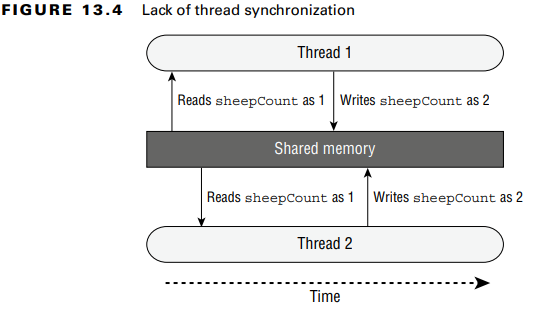 FIGURE 13.4 Lack of thread synchronization
Thread 1
Reads sheepCount as 1 Writes sheepCount as 2
Shared memory
Reads sheepCount as 1 Writes sheepCount as 2
Thread 2
Time